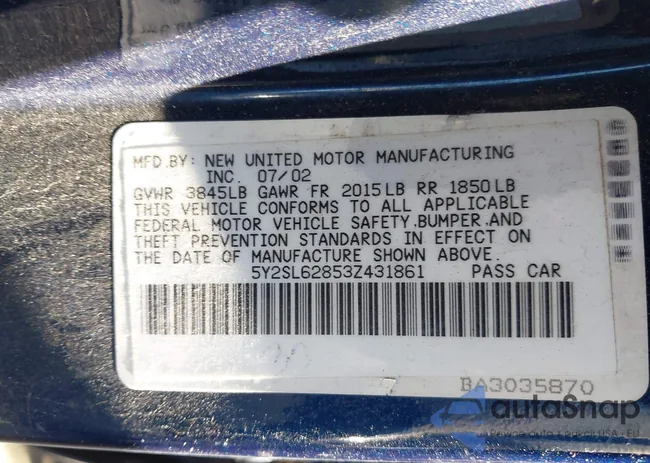 MFD.BY: NEW UNITED MOTOR MANUFACTURING
INC. 07/02
GVWR 3845LB GAWR FR 2015LB RR 1850LB
THIS VEHICLE CONFORMS TO ALL APPLICABLE
FEDERAL MOTOR VEHICLE SAFETY.BUMPER.AND
THEFT PREVENTION STANDARDS IN EFFECT ON
THE DATE OF MANUFACTURE SHOWN ABOVE.
5Y2SL62853Z431861 PASS CAR
BA3035870
autoSnap